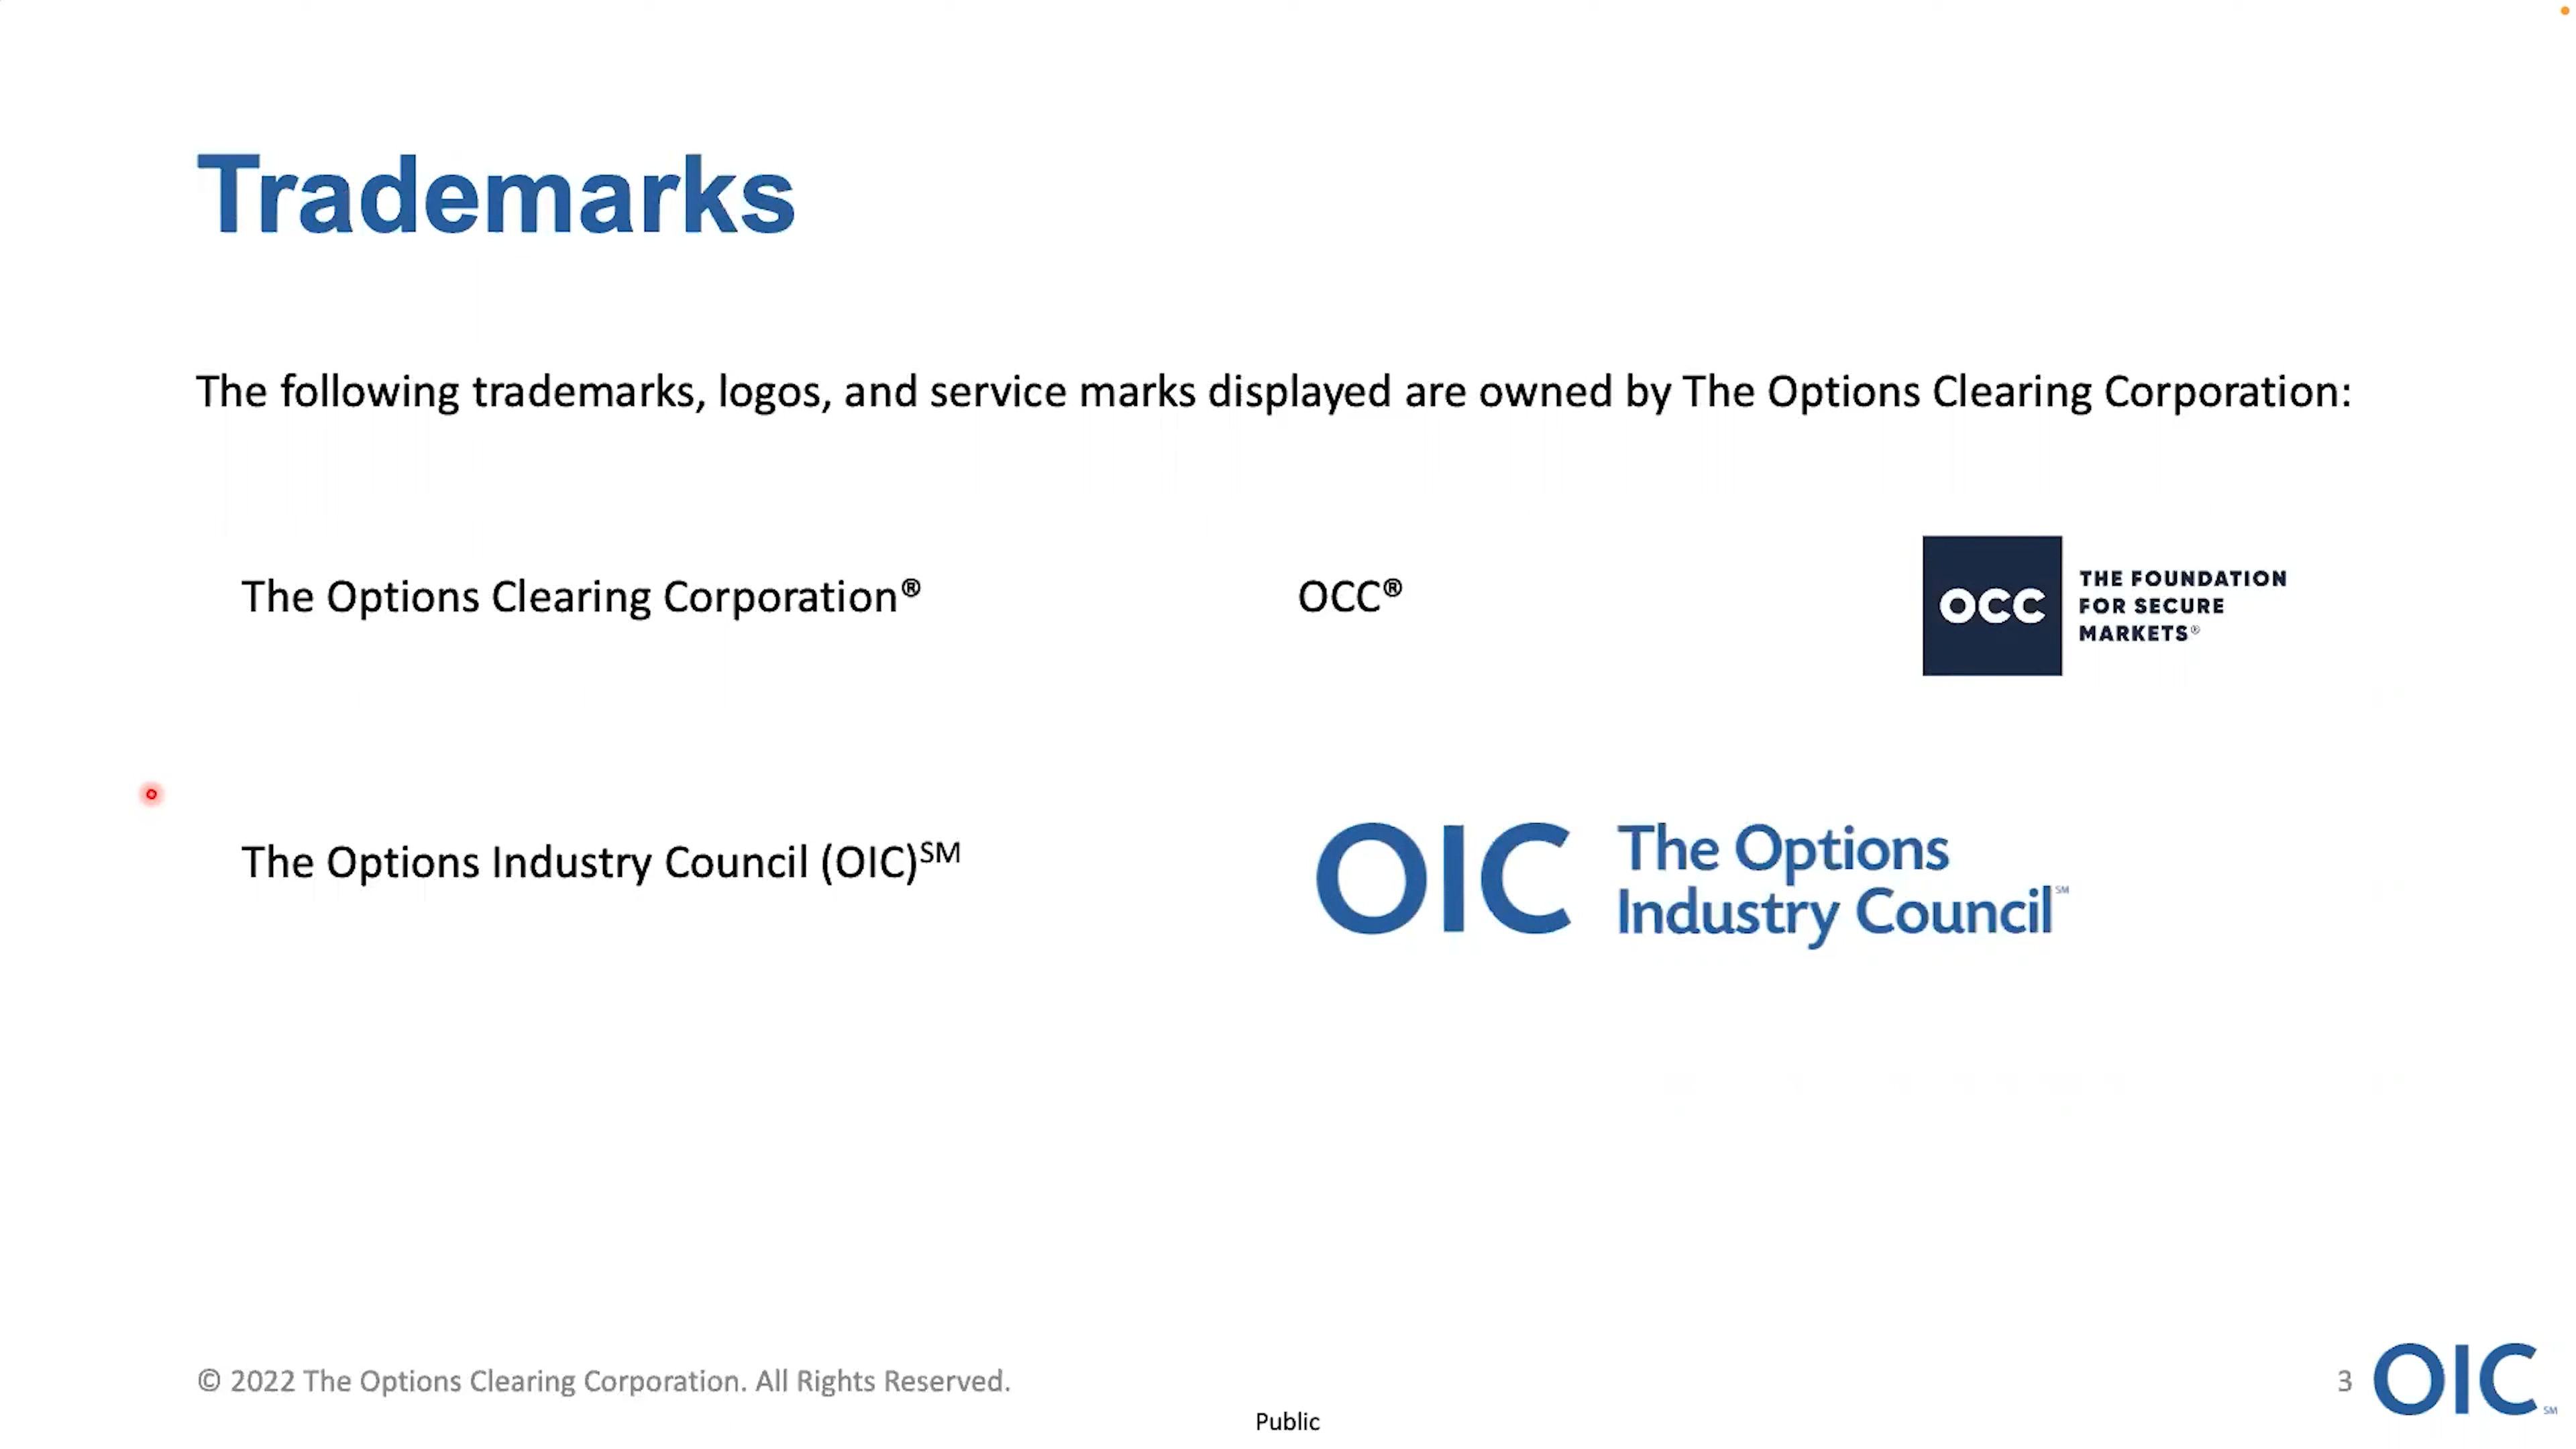 Trademarks
The following trademarks, logos, and service marks displayed are owned by The Options Clearing Corporation:
The Options Clearing Corporation®
OCC®
OCC
THE FOUNDATION
FOR SECURE
MARKETS®
The Options Industry Council (OIC)℠
OIC
The Options
Industry Council℠
© 2022 The Options Clearing Corporation. All Rights Reserved.
3
OIC℠
Public